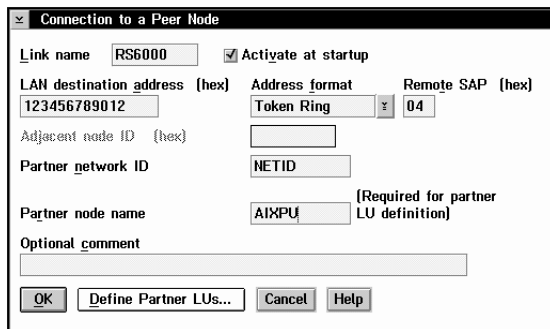 Connection to a Peer Node
Link name RS6000 Activate at startup
LAN destination address (hex) Address format Remote SAP (hex)
123456789012 Token Ring 04
Adjacent node ID (hex)
Partner network ID NETID
(Required for partner
Partner node name AIXPU LU definition)
Optional comment
OK Define Partner LUs... Cancel Help